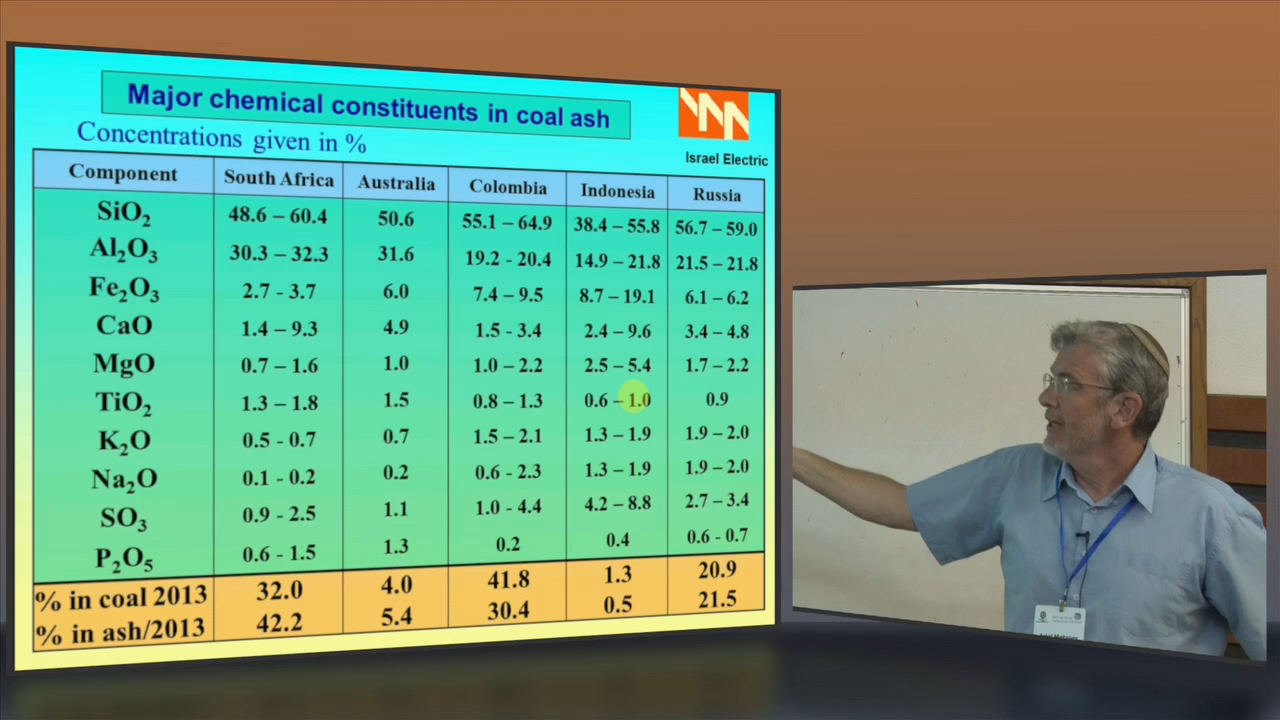 Major chemical constituents in coal ash
Concentrations given in %
Israel Electric
Component South Africa Australia Colombia Indonesia Russia
SiO₂ 48.6 – 60.4 50.6 55.1 – 64.9 38.4 – 55.8 56.7 – 59.0
Al₂O₃ 30.3 – 32.3 31.6 19.2 - 20.4 14.9 – 21.8 21.5 – 21.8
Fe₂O₃ 2.7 - 3.7 6.0 7.4 – 9.5 8.7 – 19.1 6.1 – 6.2
CaO 1.4 – 9.3 4.9 1.5 - 3.4 2.4 – 9.6 3.4 – 4.8
MgO 0.7 – 1.6 1.0 1.0 – 2.2 2.5 – 5.4 1.7 – 2.2
TiO₂ 1.3 – 1.8 1.5 0.8 – 1.3 0.6 – 1.0 0.9
K₂O 0.5 - 0.7 0.7 1.5 – 2.1 1.3 – 1.9 1.9 – 2.0
Na₂O 0.1 - 0.2 0.2 0.6 - 2.3 1.3 – 1.9 1.9 – 2.0
SO₃ 0.9 - 2.5 1.1 1.0 - 4.4 4.2 – 8.8 2.7 – 3.4
P₂O₅ 0.6 - 1.5 1.3 0.2 0.4 0.6 - 0.7
% in coal 2013 32.0 4.0 41.8 1.3 20.9
% in ash/2013 42.2 5.4 30.4 0.5 21.5